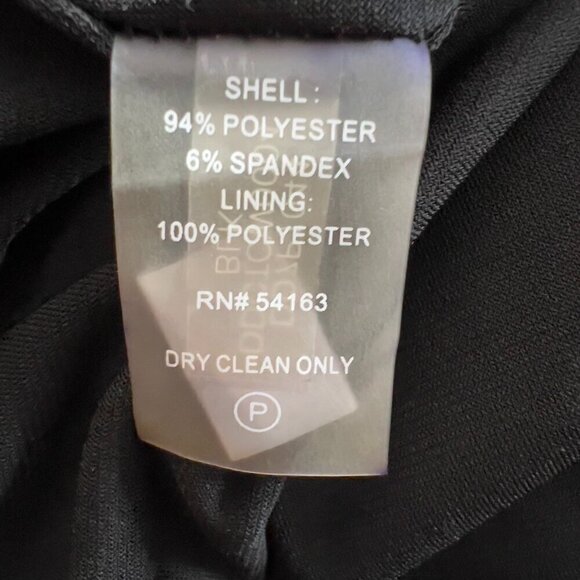 SHELL :
94% POLYESTER
6% SPANDEX
LINING:
100% POLYESTER
RN# 54163
DRY CLEAN ONLY
P